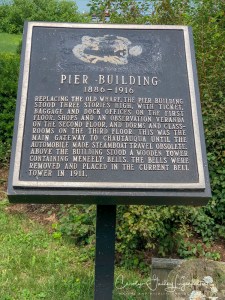 PIER BUILDING
1886-1916
REPLACING THE OLD WHARF, THE PIER BUILDING
STOOD THREE STORIES HIGH, WITH TICKET,
BAGGAGE AND DOCK OFFICES ON THE FIRST
FLOOR; SHOPS AND AN OBSERVATION VERANDA
ON THE SECOND FLOOR, AND DORMS AND CLASS-
ROOMS ON THE THIRD FLOOR. THIS WAS THE
MAIN GATEWAY TO CHAUTAUQUA UNTIL THE
AUTOMOBILE MADE STEAMBOAT TRAVEL OBSOLETE.
ABOVE THE BUILDING STOOD A WOODEN TOWER
CONTAINING MENEELY BELLS. THE BELLS WERE
REMOVED AND PLACED IN THE CURRENT BELL
TOWER IN 1911.